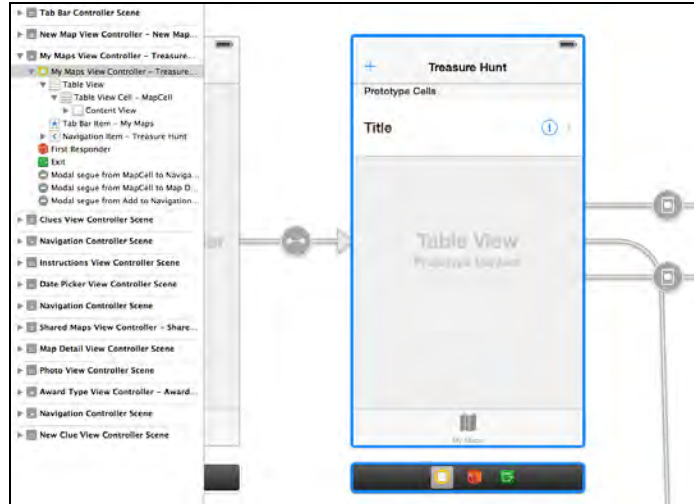 Tab Bar Controller Scene
New Map View Controller – New Map...
My Maps View Controller – Treasure...
My Maps View Controller – Treasure...
Table View
Table View Cell – MapCell
Content View
Tab Bar Item – My Maps
Navigation Item – Treasure Hunt
First Responder
Exit
Modal segue from MapCell to Naviga...
Modal segue from MapCell to Map D...
Modal segue from Add to Navigation...
Clues View Controller Scene
Navigation Controller Scene
Instructions View Controller Scene
Date Picker View Controller Scene
Navigation Controller Scene
Shared Maps View Controller – Share...
Map Detail View Controller Scene
Photo View Controller Scene
Award Type View Controller – Award...
Navigation Controller Scene
New Clue View Controller Scene
Treasure Hunt
Prototype Cells
Title
Table View
Prototype Content
My Maps